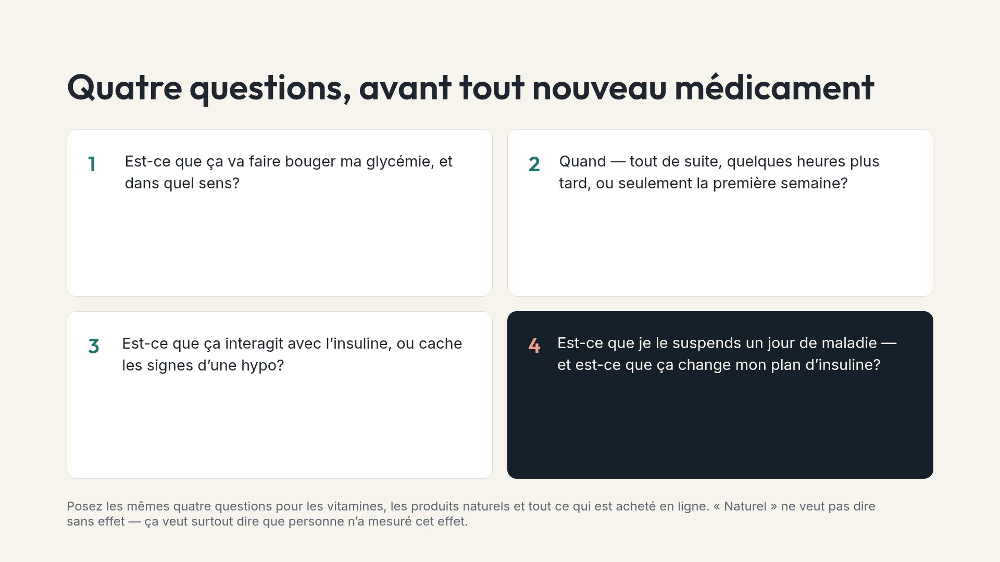 Quatre questions, avant tout nouveau médicament
1
Est-ce que ça va faire bouger ma glycémie, et
dans quel sens?
2
Quand — tout de suite, quelques heures plus
tard, ou seulement la première semaine?
3
Est-ce que ça interagit avec l’insuline, ou cache
les signes d’une hypo?
4
Est-ce que je le suspends un jour de maladie —
et est-ce que ça change mon plan d’insuline?
Posez les mêmes quatre questions pour les vitamines, les produits naturels et tout ce qui est acheté en ligne. « Naturel » ne veut pas dire
sans effet — ça veut surtout dire que personne n’a mesuré cet effet.